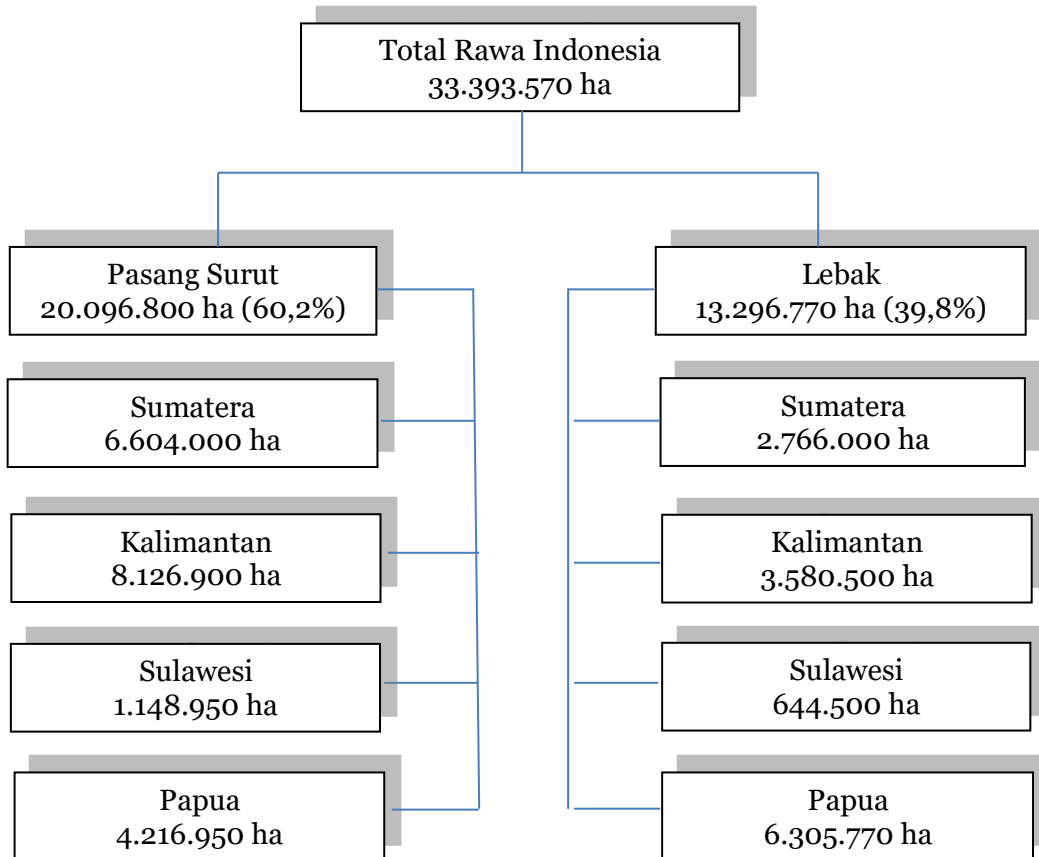 Total Rawa Indonesia
33.393.570 ha
Pasang Surut
20.096.800 ha (60,2%)
Sumatera
6.604.000 ha
Kalimantan
8.126.900 ha
Sulawesi
1.148.950 ha
Papua
4.216.950 ha
Lebak
13.296.770 ha (39,8%)
Sumatera
2.766.000 ha
Kalimantan
3.580.500 ha
Sulawesi
644.500 ha
Papua
6.305.770 ha